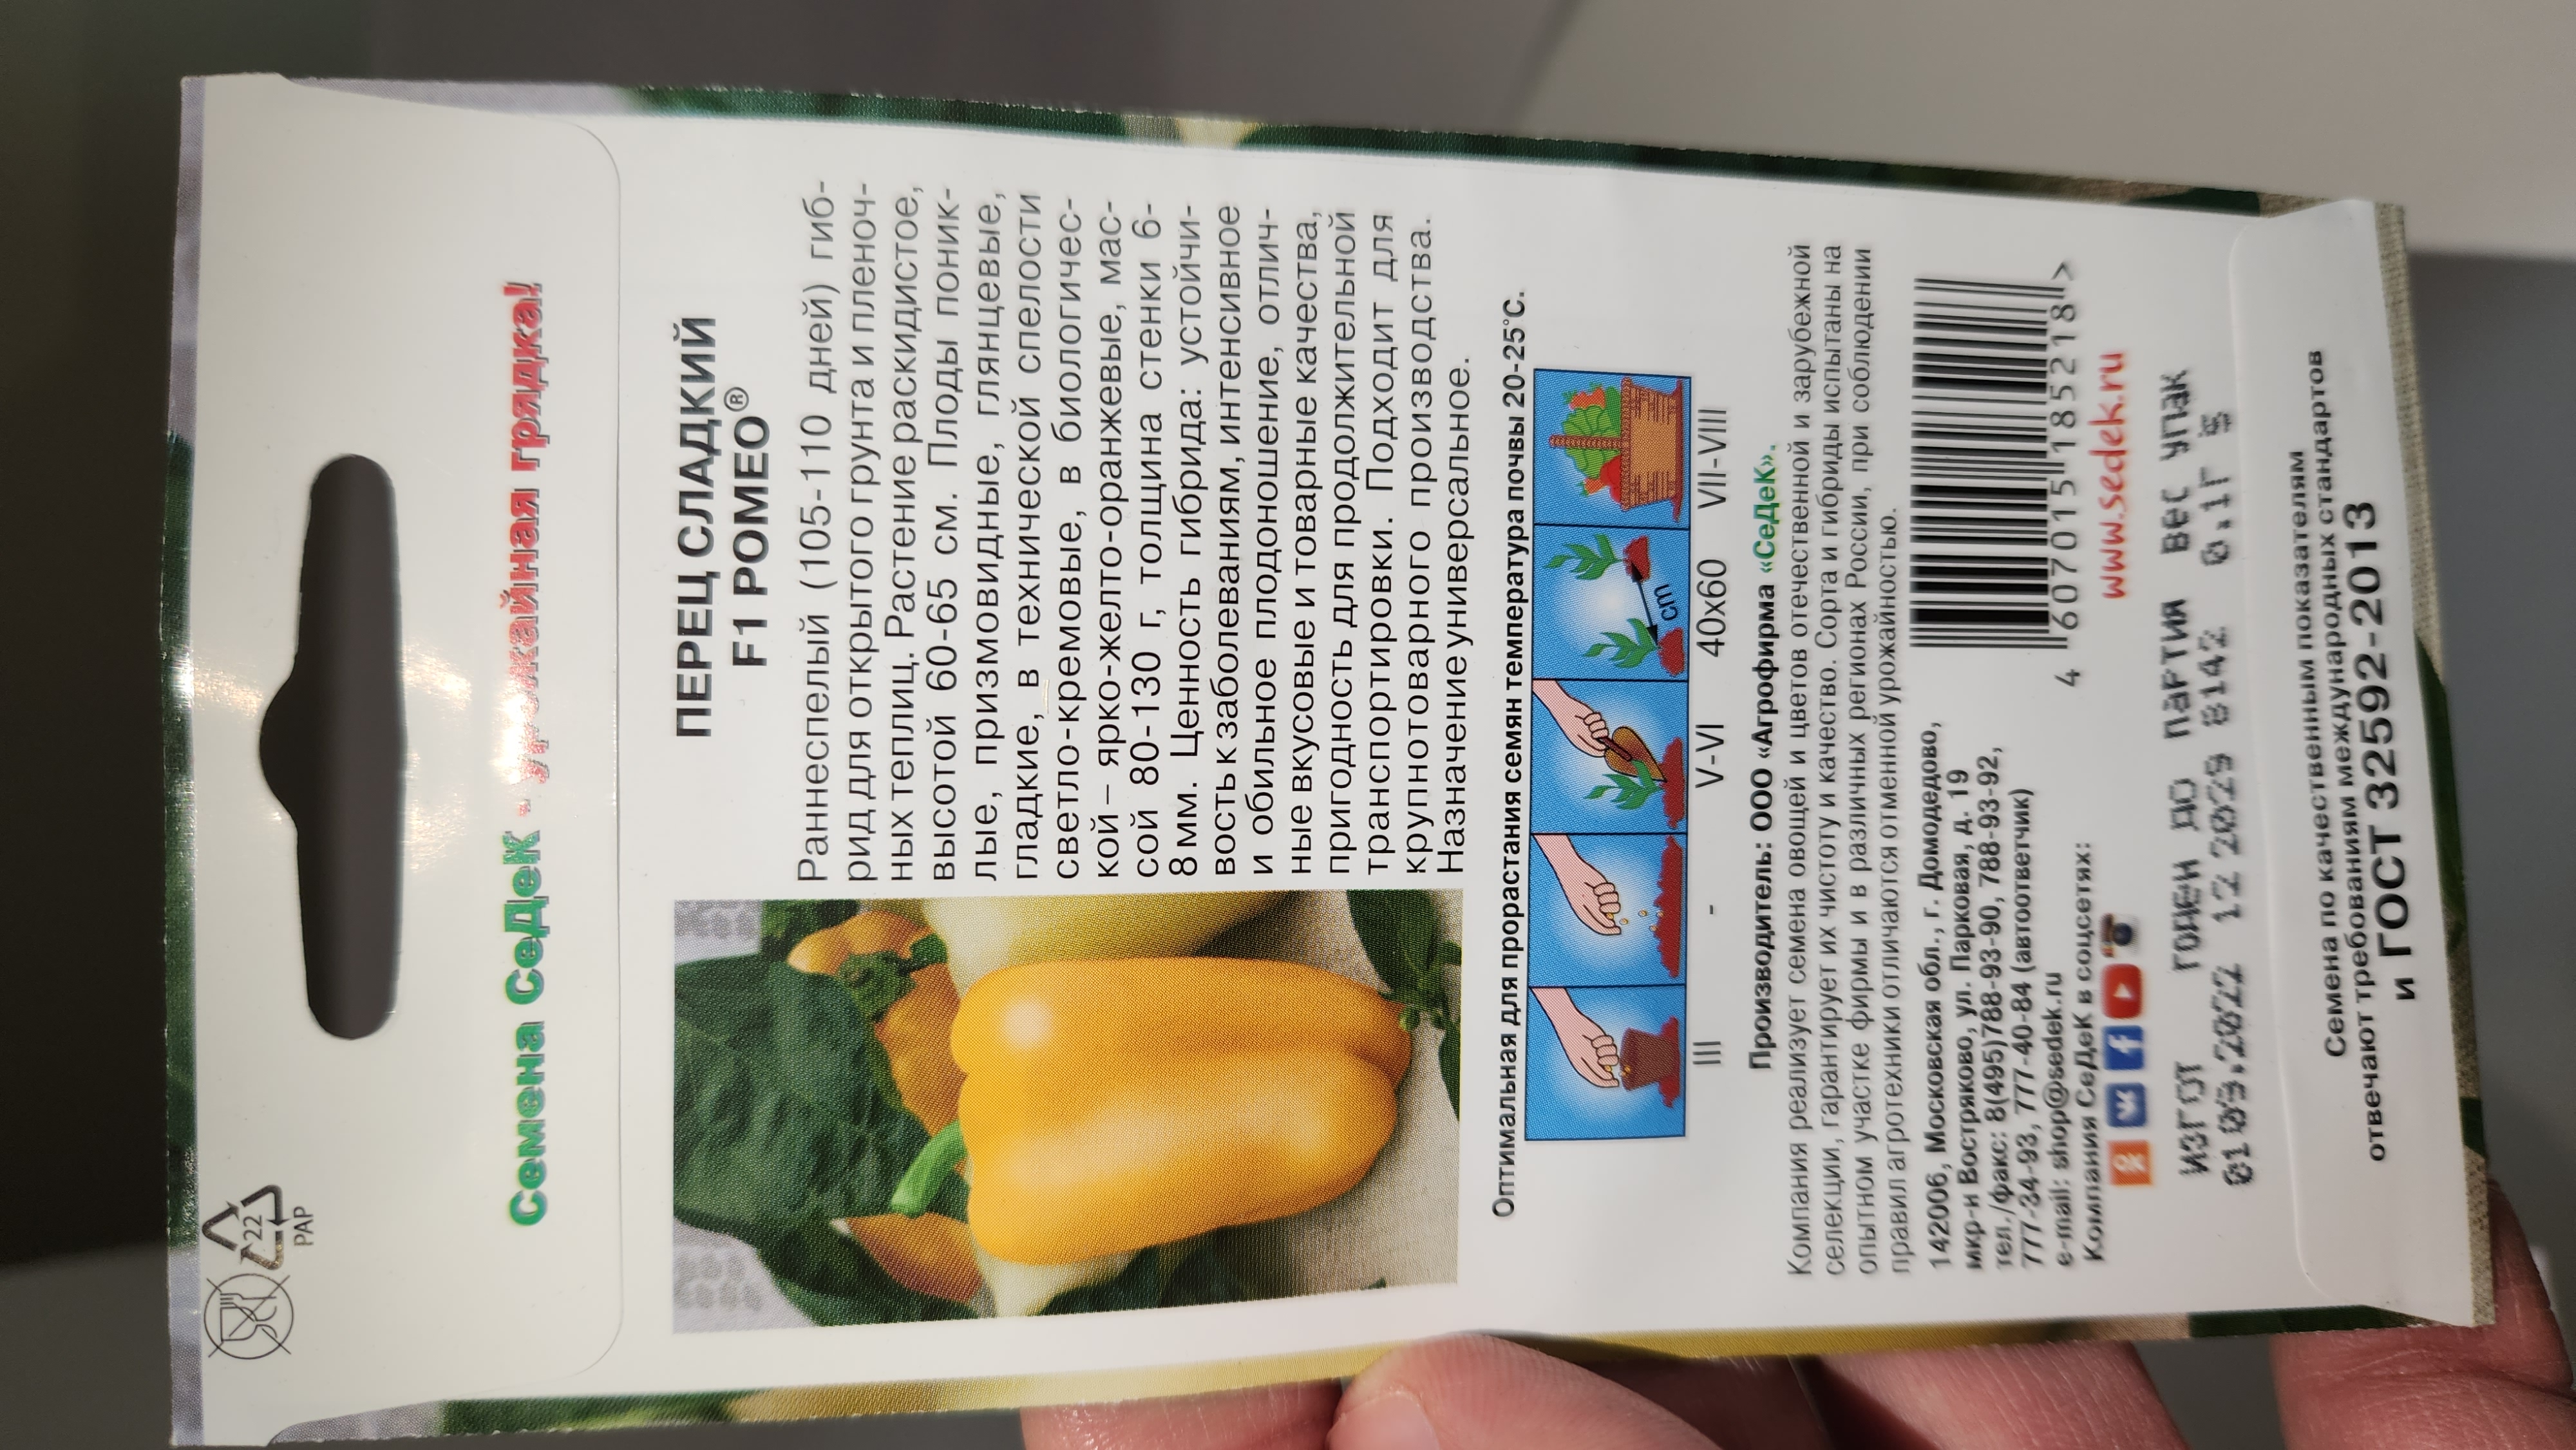 22
PAP
Семена СеДеК - урожайная грядка!
ПЕРЕЦ СЛАДКИЙ
F1 РОМЕО®
Раннеспелый (105-110 дней) гиб-
рид для открытого грунта и пленоч-
ных теплиц. Растение раскидистое,
высотой 60-65 см. Плоды поник-
лые, призмовидные, глянцевые,
гладкие, в технической спелости
светло-кремовые, в биологичес-
кой – ярко-желто-оранжевые, мас-
сой 80-130 г, толщина стенки 6-
8 мм. Ценность гибрида: устойчи-
вость к заболеваниям, интенсивное
и обильное плодоношение, отлич-
ные вкусовые и товарные качества,
пригодность для продолжительной
транспортировки. Подходит для
крупнотоварного производства.
Назначение универсальное.
Оптимальная для прорастания семян температура почвы 20-25°С.
cm
III - V-VI 40x60 VII-VIII
Производитель: ООО «Агрофирма «СеДеК».
Компания реализует семена овощей и цветов отечественной и зарубежной
селекции, гарантирует их чистоту и качество. Сорта и гибриды испытаны на
опытном участке фирмы и в различных регионах России, при соблюдении
правил агротехники отличаются отменной урожайностью.
142006, Московская обл., г. Домодедово,
мкр-н Востряково, ул. Парковая, д. 19
тел./факс: 8(495)788-93-90, 788-93-92,
777-34-93, 777-40-84 (автоответчик)
e-mail: shop@sedek.ru
Компания СеДеК в соцсетях:
4 607015 185218 >
www.sedek.ru
изгот годен до партия вес упак
01.09.2022 12 2029 8142 0.1г
Семена по качественным показателям
отвечают требованиям международных стандартов
и ГОСТ 32592-2013